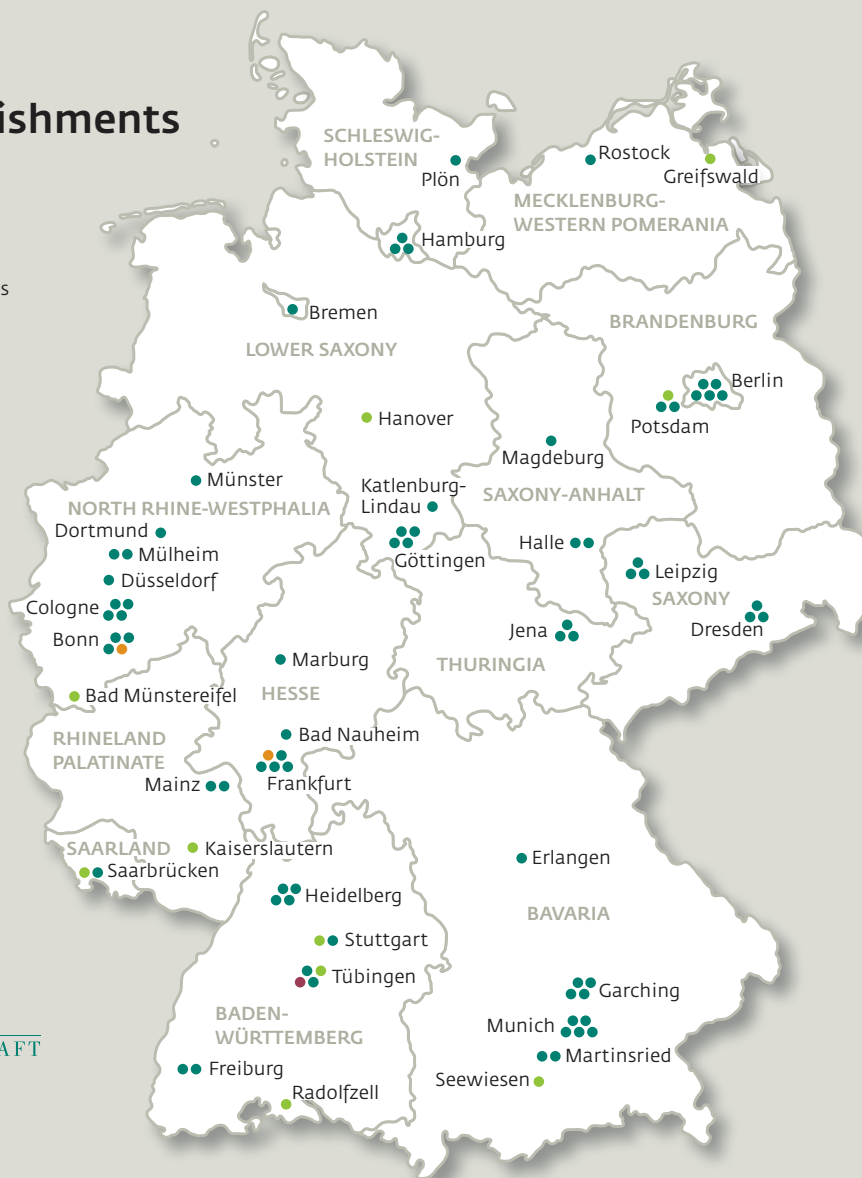 ishments
SCHLESWIG-
HOLSTEIN
Plön
Rostock
Greifswald
MECKLENBURG-
WESTERN POMERANIA
Hamburg
s
Bremen
LOWER SAXONY
BRANDENBURG
Berlin
Potsdam
Hanover
Magdeburg
Münster
Katlenburg-
Lindau
SAXONY-ANHALT
NORTH RHINE-WESTPHALIA
Dortmund
Mülheim
Göttingen
Halle
Leipzig
Düsseldorf
SAXONY
Cologne
Dresden
Bonn
Jena
Marburg
THURINGIA
Bad Münstereifel
HESSE
RHINELAND
PALATINATE
Bad Nauheim
Mainz
Frankfurt
SAARLAND
Kaiserslautern
Saarbrücken
Erlangen
Heidelberg
BAVARIA
Stuttgart
Tübingen
Garching
BADEN-
WÜRTTEMBERG
Munich
AFT
Martinsried
Freiburg
Seewiesen
Radolfzell